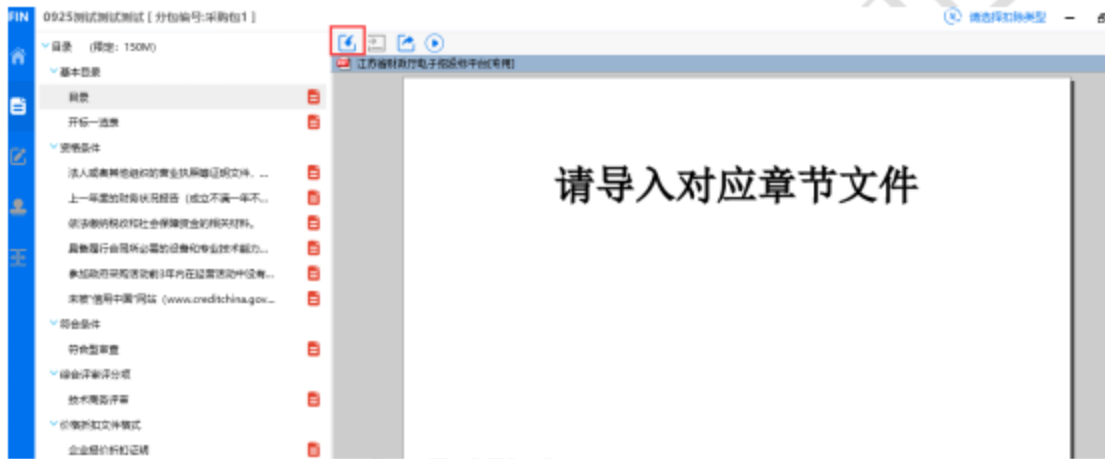 FIN 0925测试测试测试 [ 分包编号:采购包1 ] 请选择扣除类型
目录 (限定: 150M)
江苏省财政厅电子招投标平台[专用]
基本目录
目录
开标一览表
资格条件
法人或者其他组织的营业执照等证明文件、...
上一年度的财务状况报告（成立不满一年不...
依法缴纳税收和社会保障资金的相关材料。
具备履行合同所必需的设备和专业技术能力...
参加政府采购活动前3年内在经营活动中没有...
未被“信用中国”网站（www.creditchina.gov...
符合条件
符合型审查
综合评审评分项
技术商务评审
价格折扣文件格式
企业报价折扣证明
请导入对应章节文件